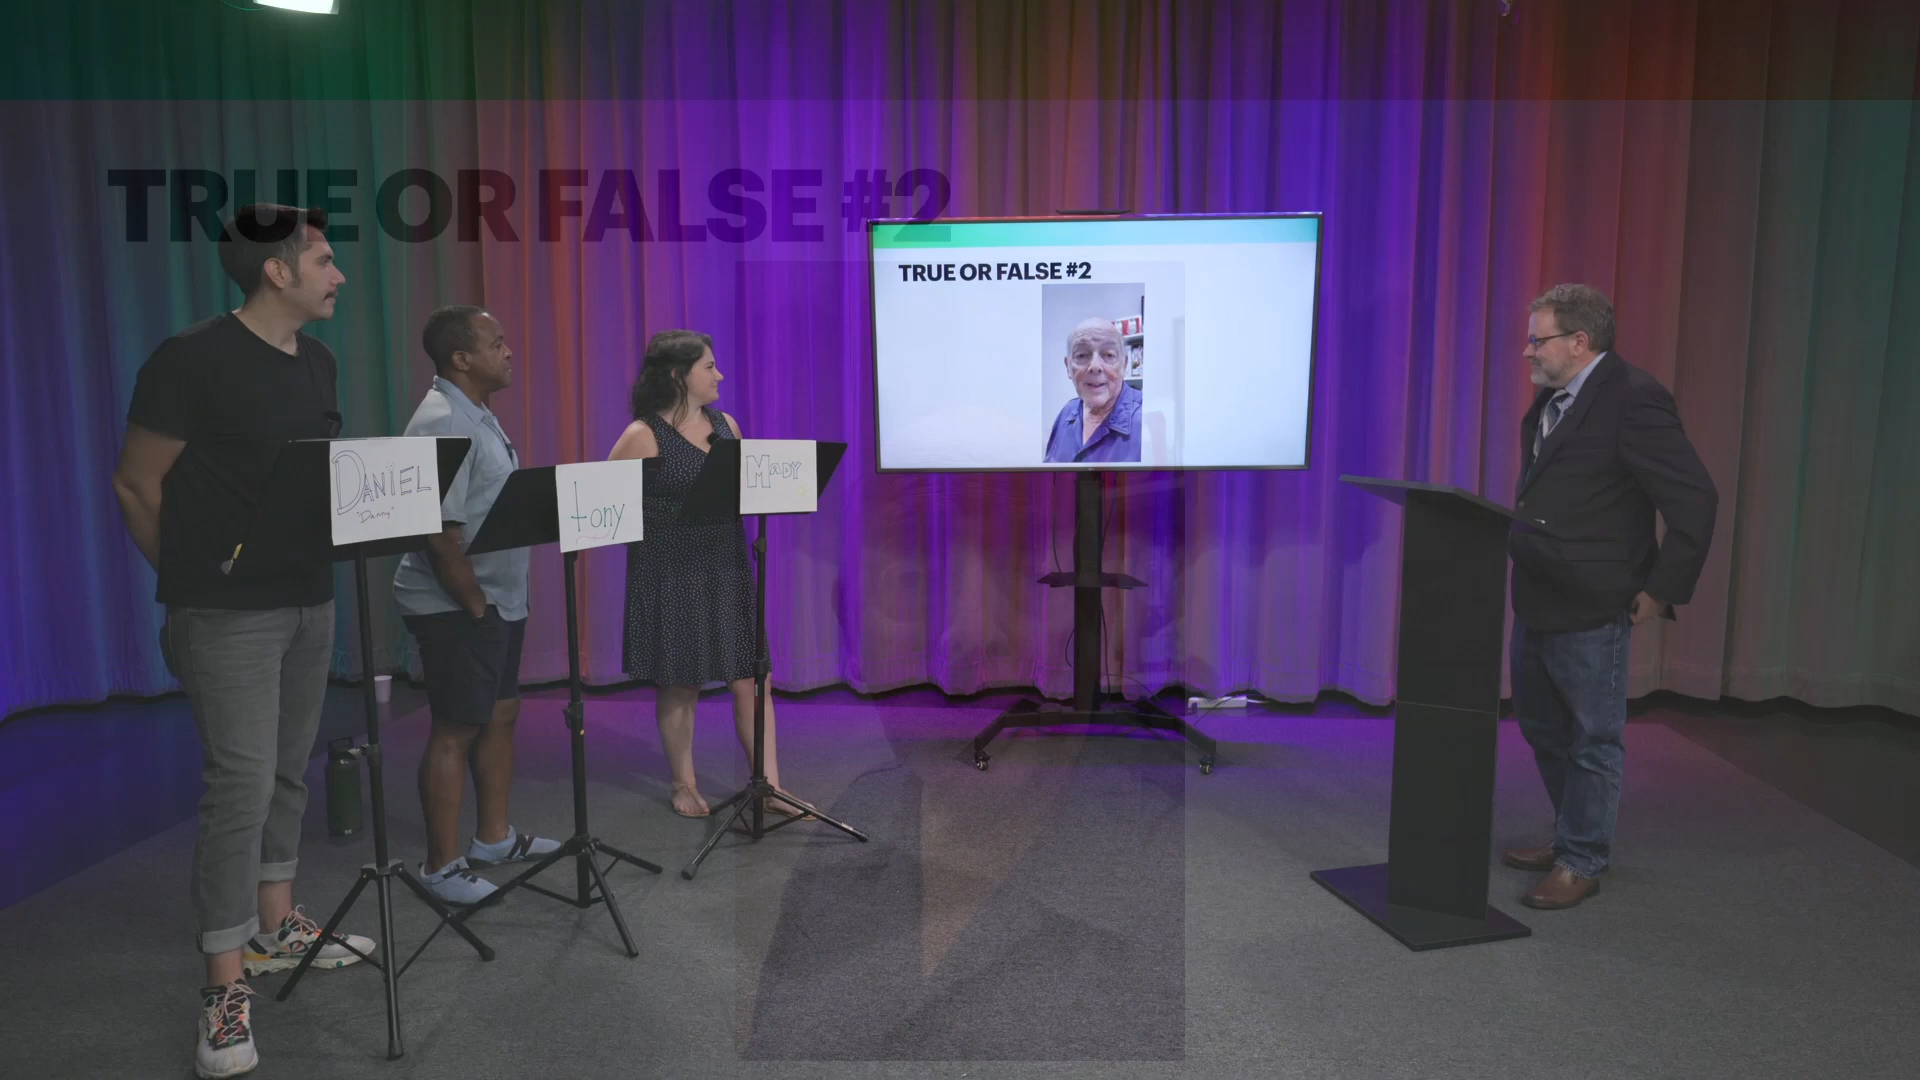 TRUE OR FALSE #2
TRUE OR FALSE #2
DANIEL
"Danny"
tony
MADY